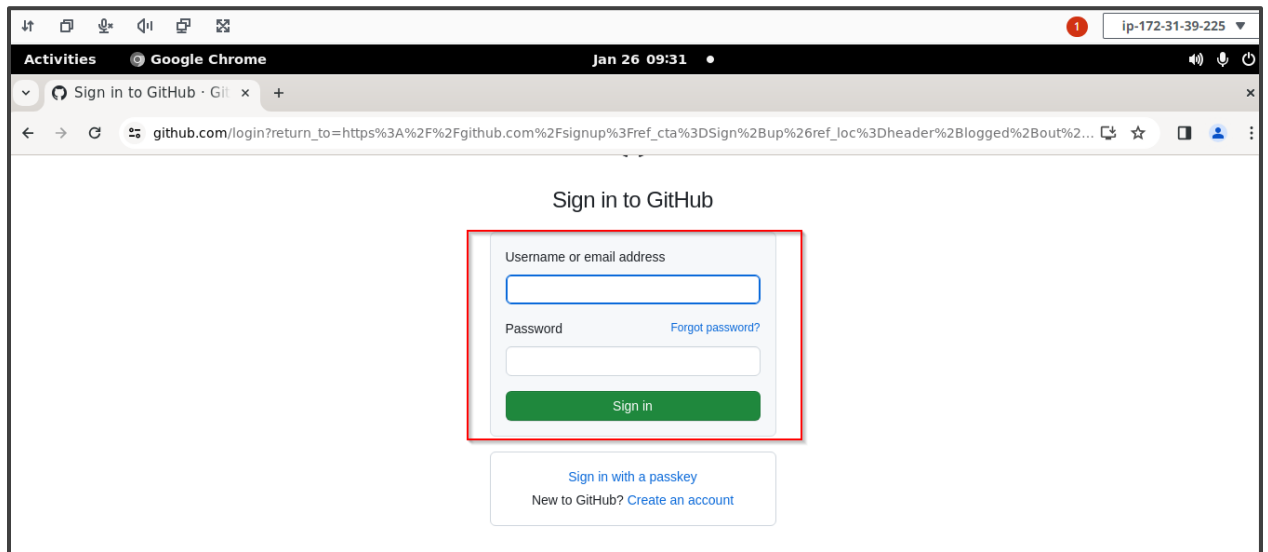 1 ip-172-31-39-225
Activities Google Chrome Jan 26 09:31
Sign in to GitHub · Git
github.com/login?return_to=https%3A%2F%2Fgithub.com%2Fsignup%3Fref_cta%3DSign%2Bup%26ref_loc%3Dheader%2Blogged%2Bout%2...
Sign in to GitHub
Username or email address
Password Forgot password?
Sign in
Sign in with a passkey
New to GitHub? Create an account